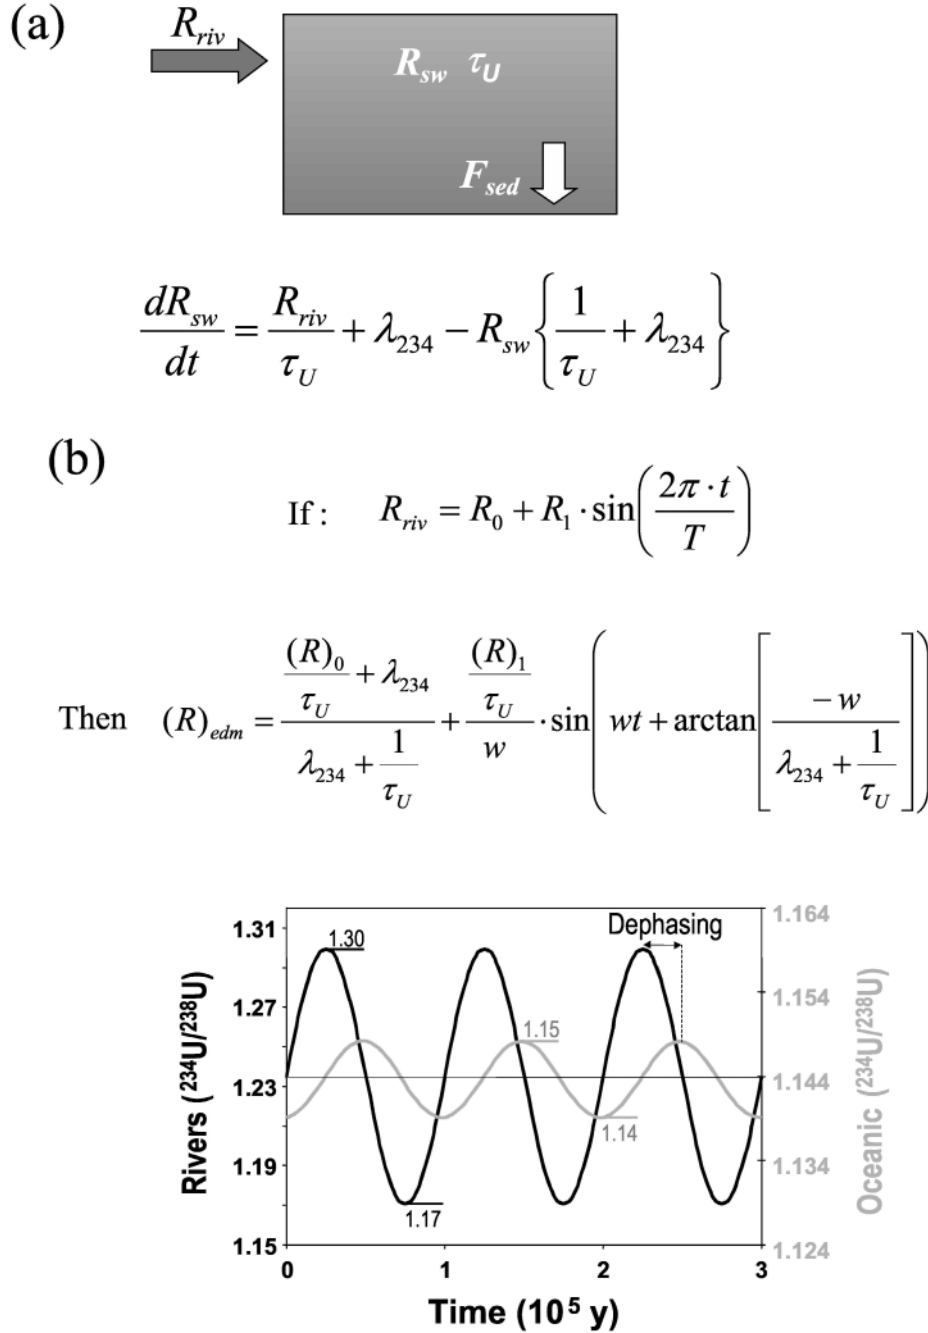 (a)
R_riv
R_sw τ_U
F_sed
dR_sw/dt = R_riv/τ_U + λ_234 − R_sw {1/τ_U + λ_234}
(b)
If : R_riv = R_0 + R_1 · sin(2π · t / T)
Then (R)_edm = ((R)_0/τ_U + λ_234)/(λ_234 + 1/τ_U) + ((R)_1/τ_U)/w · sin(wt + arctan[−w/(λ_234 + 1/τ_U)])
Rivers (²³⁴U/²³⁸U)
1.31
1.27
1.23
1.19
1.15
1.30
1.17
Dephasing
1.15
1.14
1.164
1.154
1.144
1.134
1.124
Oceanic (²³⁴U/²³⁸U)
0 1 2 3
Time (10⁵ y)